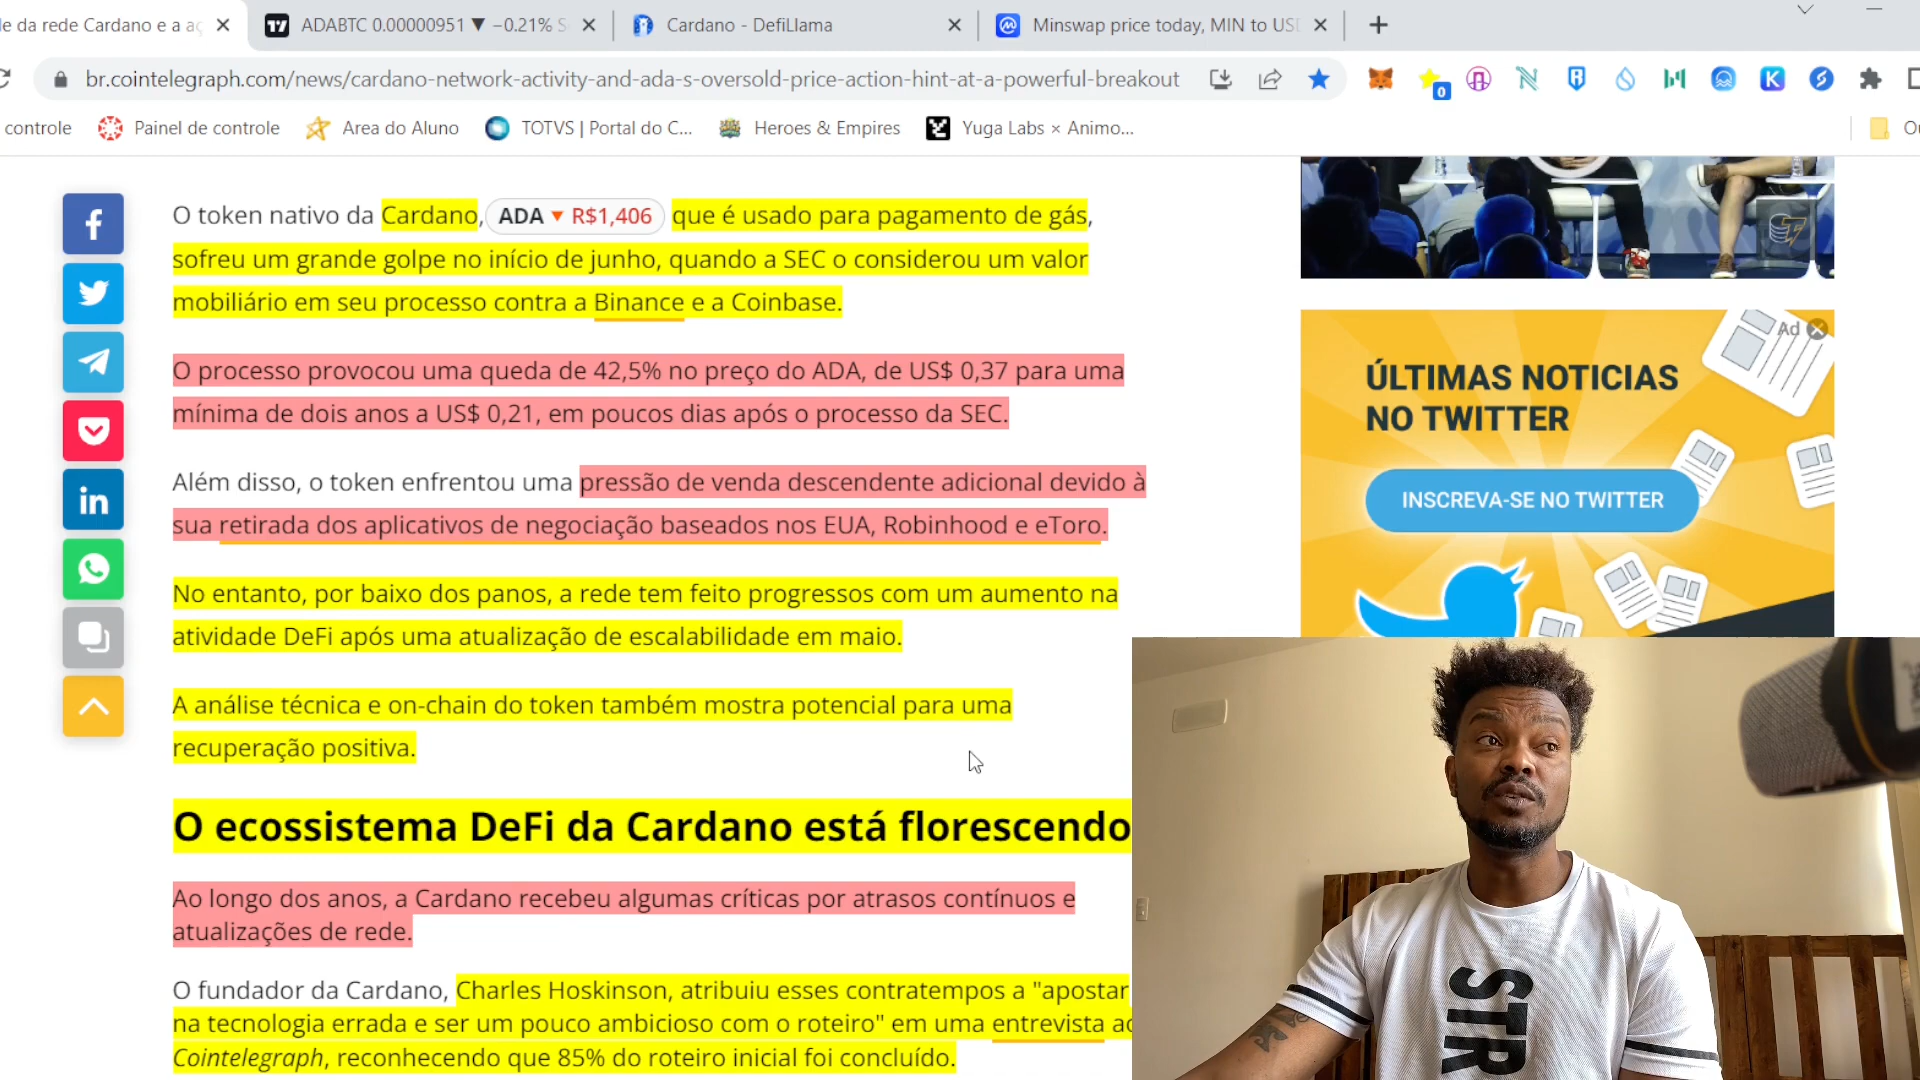 de da rede Cardano e a aç
ADABTC 0.00000951 ▼ −0.21% S
Cardano - DefiLlama
Minswap price today, MIN to USD
br.cointelegraph.com/news/cardano-network-activity-and-ada-s-oversold-price-action-hint-at-a-powerful-breakout
0
controle
Painel de controle
Area do Aluno
TOTVS | Portal do C...
Heroes & Empires
Yuga Labs × Animo...
Ou
O token nativo da Cardano, ADA ▼ R$1,406 que é usado para pagamento de gás,
sofreu um grande golpe no início de junho, quando a SEC o considerou um valor
mobiliário em seu processo contra a Binance e a Coinbase.
O processo provocou uma queda de 42,5% no preço do ADA, de US$ 0,37 para uma
mínima de dois anos a US$ 0,21, em poucos dias após o processo da SEC.
Além disso, o token enfrentou uma pressão de venda descendente adicional devido à
sua retirada dos aplicativos de negociação baseados nos EUA, Robinhood e eToro.
No entanto, por baixo dos panos, a rede tem feito progressos com um aumento na
atividade DeFi após uma atualização de escalabilidade em maio.
A análise técnica e on-chain do token também mostra potencial para uma
recuperação positiva.
O ecossistema DeFi da Cardano está florescendo
Ao longo dos anos, a Cardano recebeu algumas críticas por atrasos contínuos e
atualizações de rede.
O fundador da Cardano, Charles Hoskinson, atribuiu esses contratempos a "apostar
na tecnologia errada e ser um pouco ambicioso com o roteiro" em uma entrevista ao
Cointelegraph, reconhecendo que 85% do roteiro inicial foi concluído.
Ad
ÚLTIMAS NOTICIAS
NO TWITTER
INSCREVA-SE NO TWITTER
STR